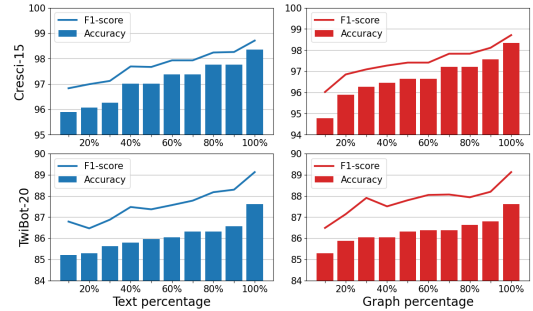 100
99
98
97
96
95
Cresci-15
F1-score
Accuracy
20% 40% 60% 80% 100%
100
99
98
97
96
95
94
F1-score
Accuracy
20% 40% 60% 80% 100%
90
89
88
87
86
85
84
TwiBot-20
F1-score
Accuracy
20% 40% 60% 80% 100%
Text percentage
90
89
88
87
86
85
84
F1-score
Accuracy
20% 40% 60% 80% 100%
Graph percentage